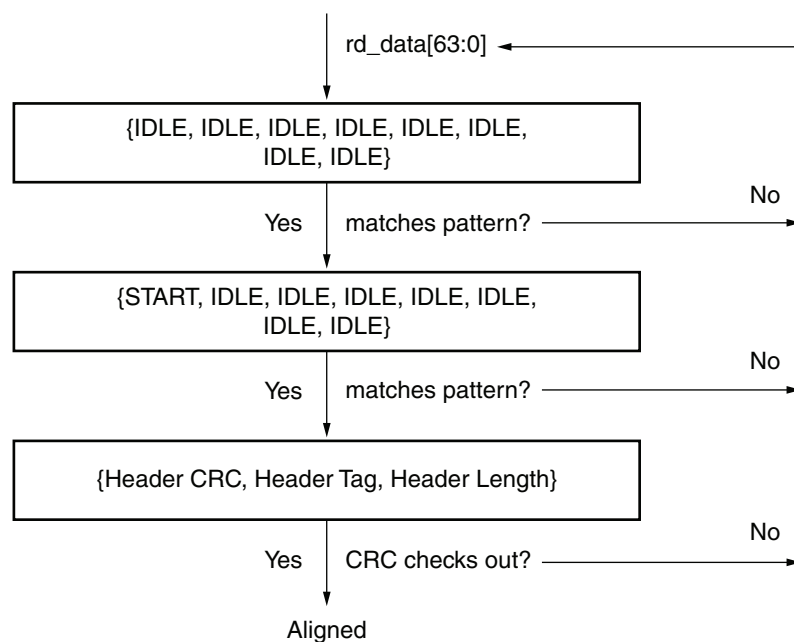 rd_data[63:0]
{IDLE, IDLE, IDLE, IDLE, IDLE, IDLE,
IDLE, IDLE}
No
Yes
matches pattern?
{START, IDLE, IDLE, IDLE, IDLE, IDLE,
IDLE, IDLE}
No
Yes
matches pattern?
{Header CRC, Header Tag, Header Length}
No
Yes
CRC checks out?
Aligned